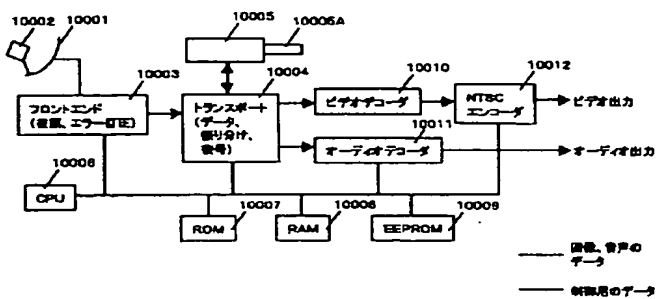 10002
10001
10005
10005A
10003
10004
10010
10012
フロントエンド
(復調、エラー訂正)
トランスポート
(データ、
振り分け、
復号)
ビデオデコーダ
NTSC
エンコーダ
ビデオ出力
10011
オーディオデコーダ
オーディオ出力
10006
CPU
10007
ROM
10008
RAM
10009
EEPROM
画像、音声の
データ
制御用のデータ